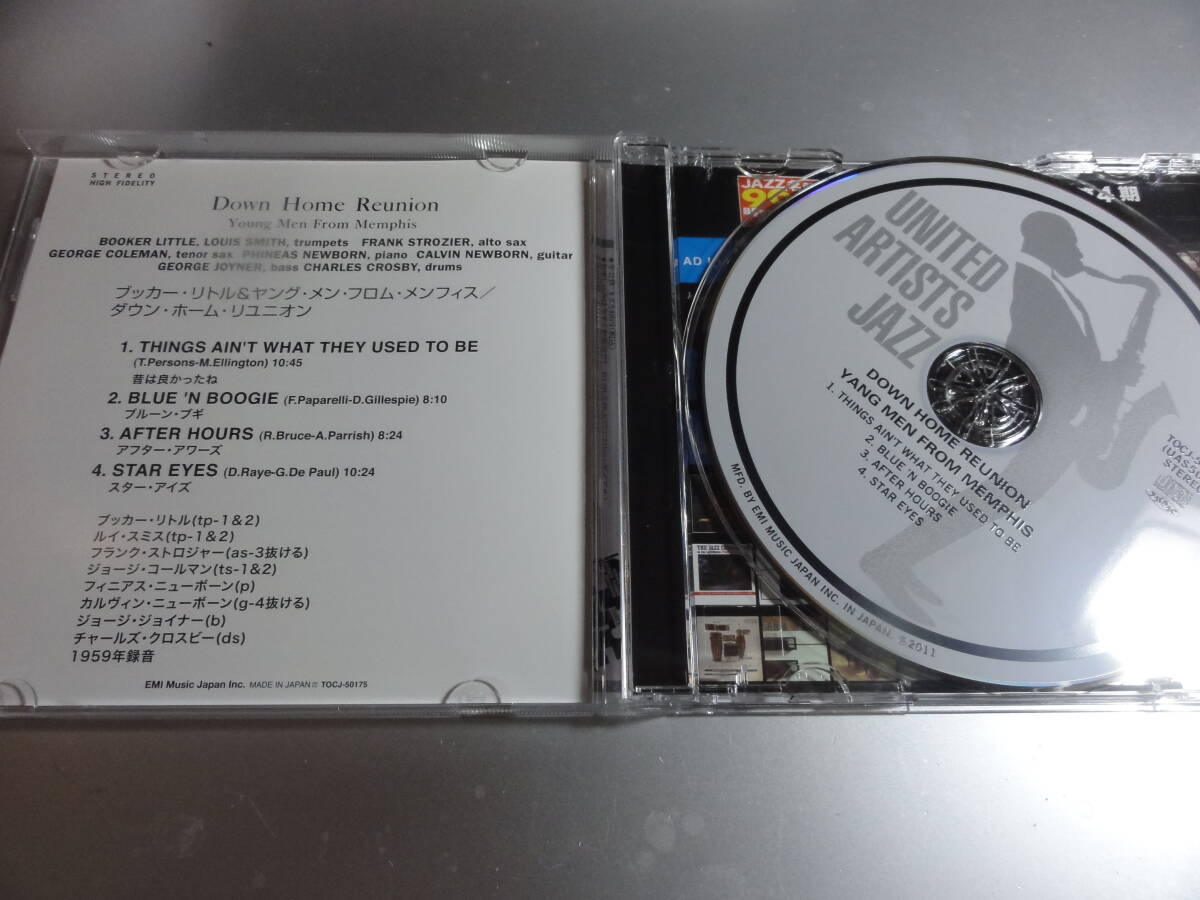 STEREO
HIGH FIDELITY
Down Home Reunion
Young Men From Memphis
BOOKER LITTLE, LOUIS SMITH, trumpets FRANK STROZIER, alto sax
GEORGE COLEMAN, tenor sax PHINEAS NEWBORN, piano CALVIN NEWBORN, guitar
GEORGE JOYNER, bass CHARLES CROSBY, drums
ブッカー・リトル&ヤング・メン・フロム・メンフィス／
ダウン・ホーム・リユニオン
1. THINGS AIN'T WHAT THEY USED TO BE
(T.Persons-M.Ellington) 10:45
昔は良かったね
2. BLUE 'N BOOGIE (F.Paparelli-D.Gillespie) 8:10
ブルーン・ブギ
3. AFTER HOURS (R.Bruce-A.Parrish) 8:24
アフター・アワーズ
4. STAR EYES (D.Raye-G.De Paul) 10:24
スター・アイズ
ブッカー・リトル(tp-1&2)
ルイ・スミス(tp-1&2)
フランク・ストロジャー(as-3抜ける)
ジョージ・コールマン(ts-1&2)
フィニアス・ニューボーン(p)
カルヴィン・ニューボーン(g-4抜ける)
ジョージ・ジョイナー(b)
チャールズ・クロスビー(ds)
1959年録音
EMI Music Japan Inc. MADE IN JAPAN Ⓟ TOCJ-50175
JAZZ
4期
AD
UNITED
ARTISTS
JAZZ
DOWN HOME REUNION
YANG MEN FROM MEMPHIS
1. THINGS AIN'T WHAT THEY USED TO BE
2. BLUE 'N BOOGIE
3. AFTER HOURS
4. STAR EYES
STEREO
MFD. BY EMI MUSIC JAPAN INC. IN JAPAN. Ⓟ2011
THE JAZZ